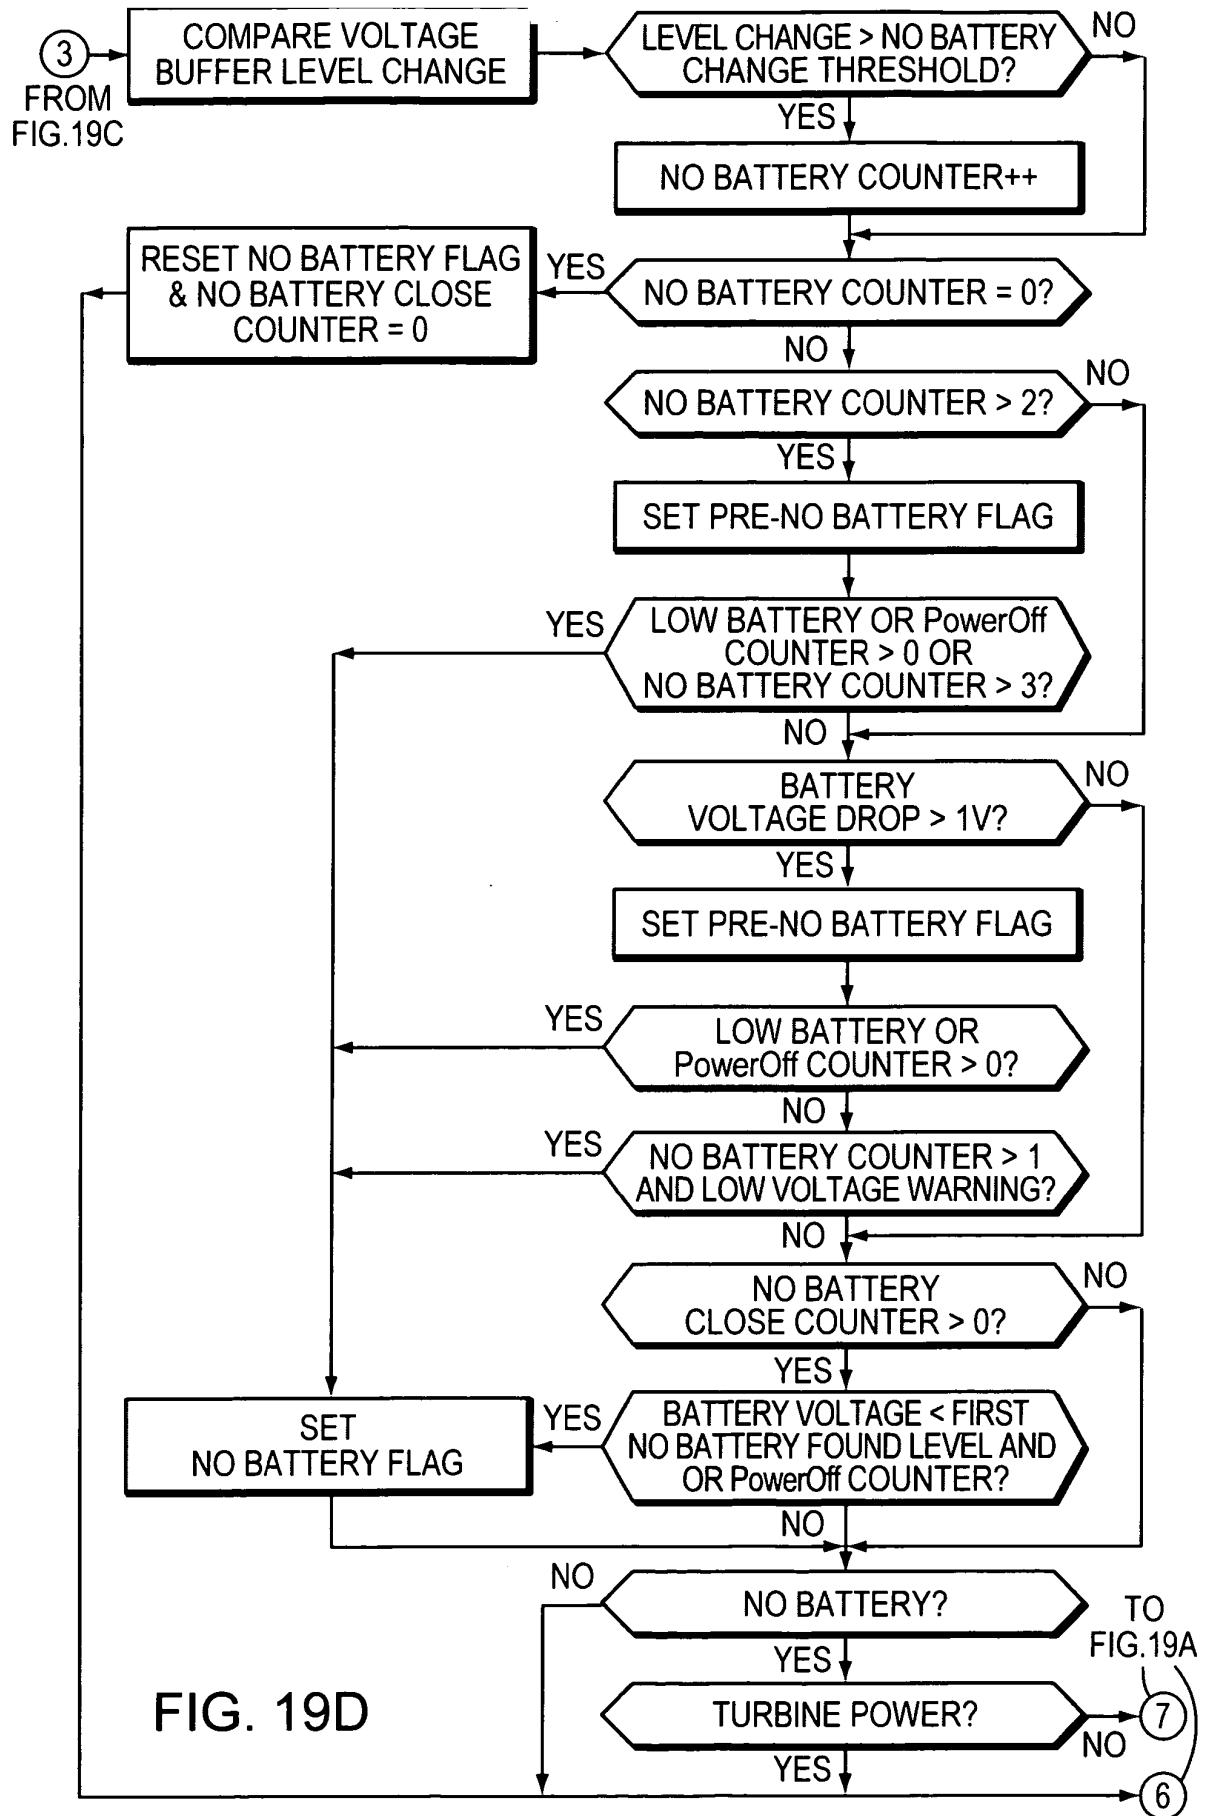 3
FROM
FIG.19C
COMPARE VOLTAGE
BUFFER LEVEL CHANGE
LEVEL CHANGE > NO BATTERY
CHANGE THRESHOLD?
NO
YES
NO BATTERY COUNTER++
RESET NO BATTERY FLAG
& NO BATTERY CLOSE
COUNTER = 0
YES
NO BATTERY COUNTER = 0?
NO
NO BATTERY COUNTER > 2?
NO
YES
SET PRE-NO BATTERY FLAG
YES
LOW BATTERY OR PowerOff
COUNTER > 0 OR
NO BATTERY COUNTER > 3?
NO
BATTERY
VOLTAGE DROP > 1V?
NO
YES
SET PRE-NO BATTERY FLAG
YES
LOW BATTERY OR
PowerOff COUNTER > 0?
NO
YES
NO BATTERY COUNTER > 1
AND LOW VOLTAGE WARNING?
NO
NO BATTERY
CLOSE COUNTER > 0?
NO
YES
SET
NO BATTERY FLAG
YES
BATTERY VOLTAGE < FIRST
NO BATTERY FOUND LEVEL AND
OR PowerOff COUNTER?
NO
NO
NO BATTERY?
TO
FIG.19A
YES
FIG. 19D
TURBINE POWER?
7
NO
YES
6